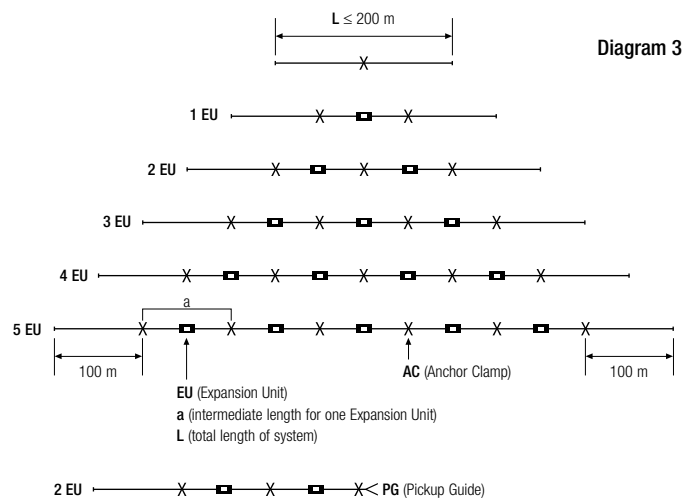 L ≤ 200 m
Diagram 3
1 EU
2 EU
3 EU
4 EU
a
5 EU
100 m
AC (Anchor Clamp)
100 m
EU (Expansion Unit)
a (intermediate length for one Expansion Unit)
L (total length of system)
2 EU
PG (Pickup Guide)